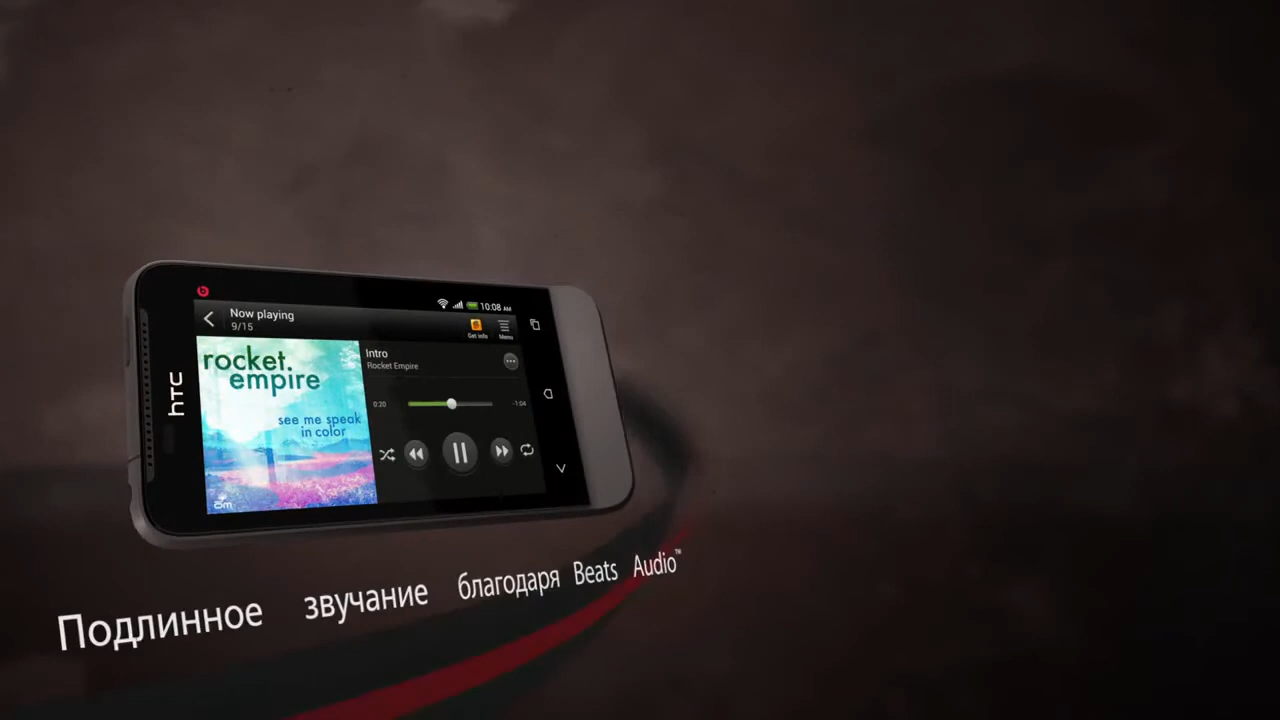 10:08 AM
Now playing
9/15
Get info
Menu
rocket.
empire
see me speak
in color
Intro
Rocket Empire
0:20
-1:04
hTC
Подлинное звучание благодаря Beats Audio™